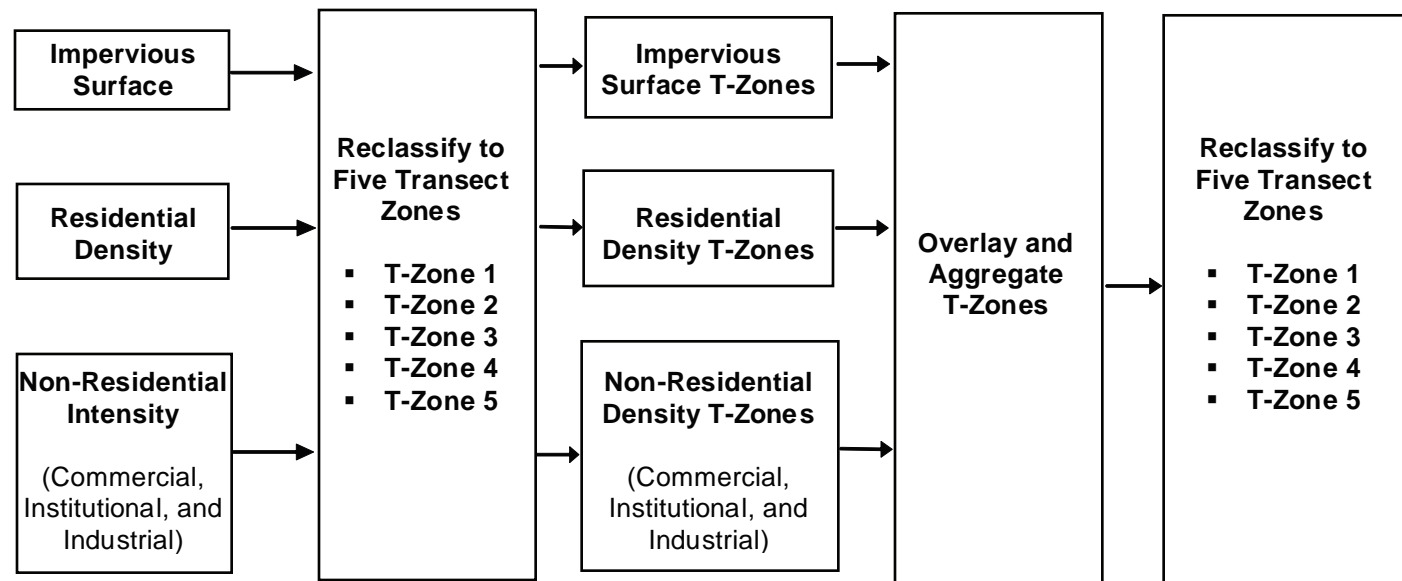 Impervious
Surface
Residential
Density
Non-Residential
Intensity
(Commercial,
Institutional, and
Industrial)
Reclassify to
Five Transect
Zones
▪ T-Zone 1
▪ T-Zone 2
▪ T-Zone 3
▪ T-Zone 4
▪ T-Zone 5
Impervious
Surface T-Zones
Residential
Density T-Zones
Non-Residential
Density T-Zones
(Commercial,
Institutional, and
Industrial)
Overlay and
Aggregate
T-Zones
Reclassify to
Five Transect
Zones
▪ T-Zone 1
▪ T-Zone 2
▪ T-Zone 3
▪ T-Zone 4
▪ T-Zone 5